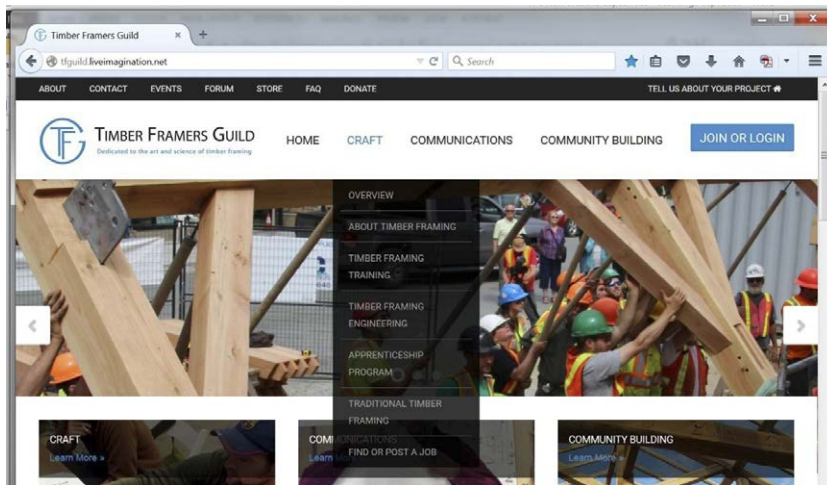 Timber Framers Guild
tfguild.liveimagination.net
Search
ABOUT CONTACT EVENTS FORUM STORE FAQ DONATE TELL US ABOUT YOUR PROJECT
TFG
TIMBER FRAMERS GUILD
Dedicated to the art and science of timber framing
HOME CRAFT COMMUNICATIONS COMMUNITY BUILDING JOIN OR LOGIN
OVERVIEW
ABOUT TIMBER FRAMING
TIMBER FRAMING
TRAINING
TIMBER FRAMING
ENGINEERING
APPRENTICESHIP
PROGRAM
TRADITIONAL TIMBER
FRAMING
FIND OR POST A JOB
CRAFT
Learn More »
COMMUNICATIONS
Learn
COMMUNITY BUILDING
Learn More »